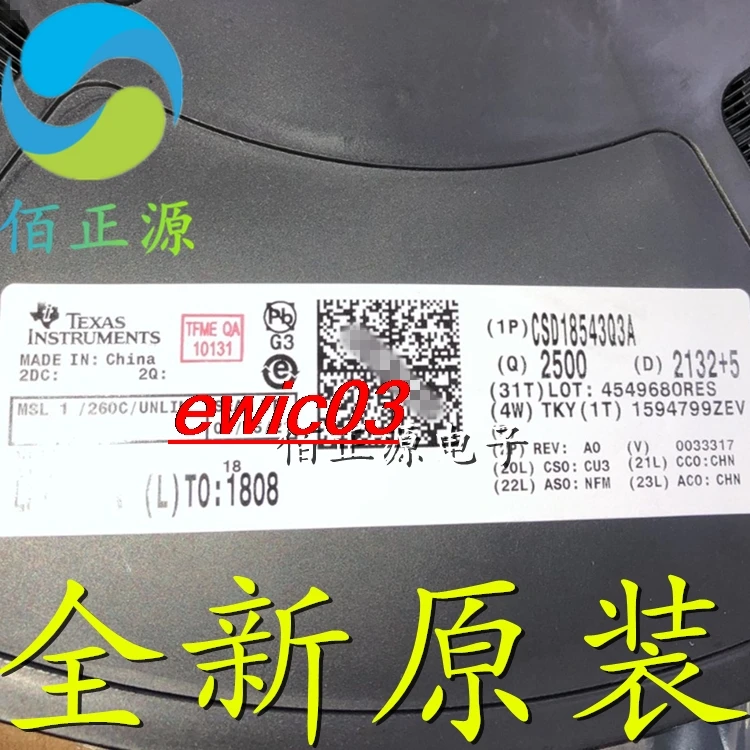 佰正源
TEXAS
INSTRUMENTS
MADE IN: China
2DC: 2Q:
TFME QA
10131
Pb
G3
e
MSL 1 /260C/UNLI
(L)TO:1808
18
(1P) CSD18543Q3A
(Q) 2500 (D) 2132+5
(31T)LOT: 4549680RES
(4W) TKY(1T) 1594799ZEV
REV: A0 (V) 0033317
(20L) CSO: CU3 (21L) CCO:CHN
(22L) ASO: NFM (23L) ACO: CHN
ewic03
佰正源电子
全新原装